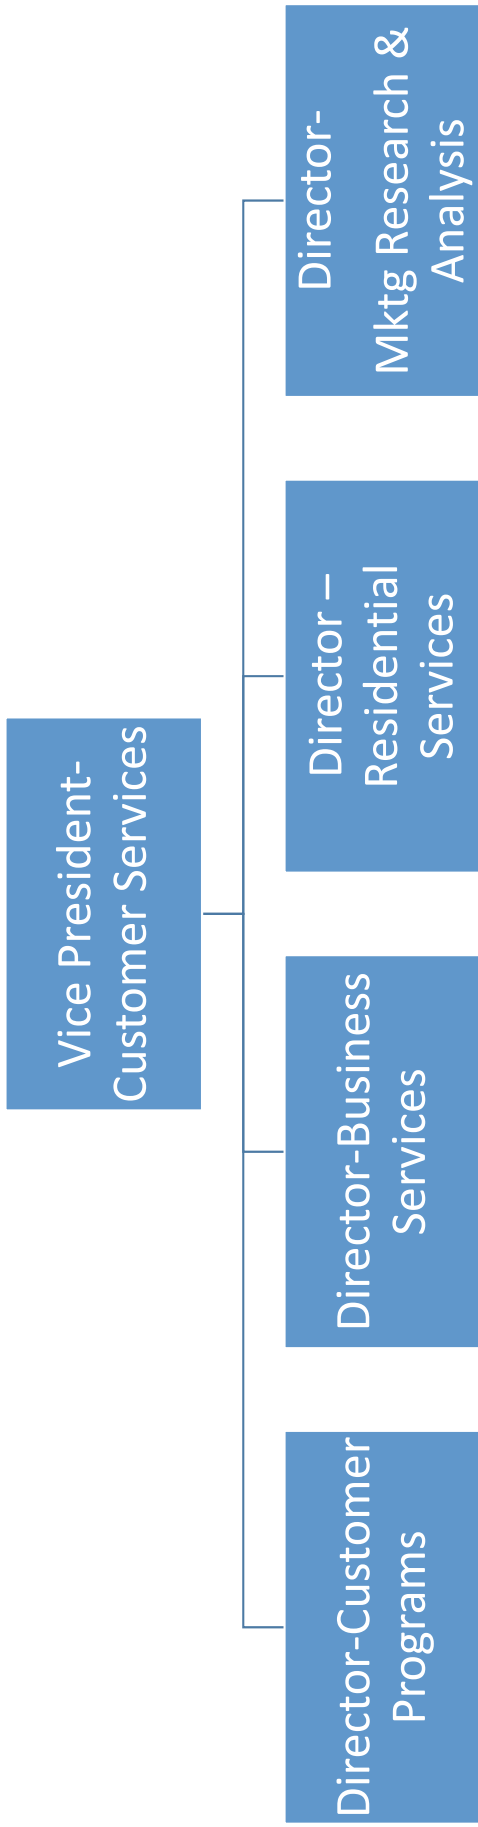 Vice President-
Customer Services
Director-Customer
Programs
Director-Business
Services
Director –
Residential
Services
Director-
Mktg Research &
Analysis